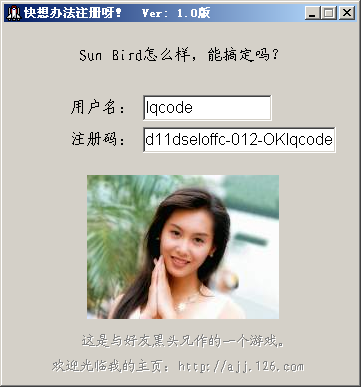 快想办法注册呀! Ver: 1.0版
Sun Bird怎么样，能搞定吗?
用户名： lqcode
注册码： d11dseloffc-012-OKlqcode
这是与好友黑头兄作的一个游戏。
欢迎光临我的主页：http://ajj.126.com